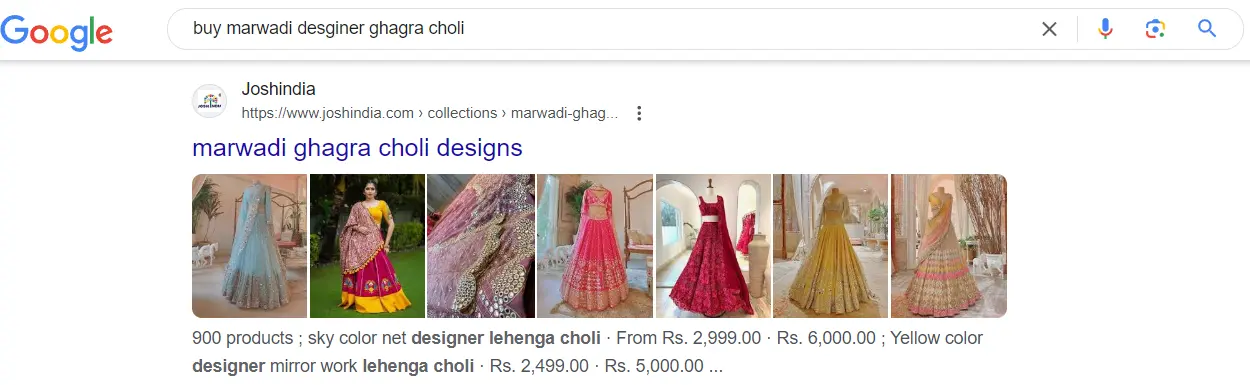 Google
buy marwadi desginer ghagra choli
Joshindia
https://www.joshindia.com › collections › marwadi-ghag...
marwadi ghagra choli designs
900 products ; sky color net designer lehenga choli · From Rs. 2,999.00 · Rs. 6,000.00 ; Yellow color
designer mirror work lehenga choli · Rs. 2,499.00 · Rs. 5,000.00 ...